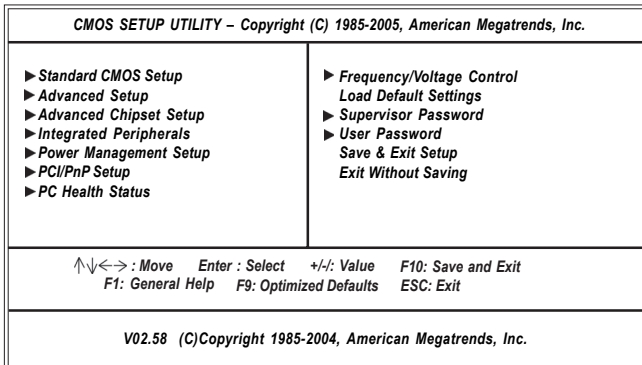 CMOS SETUP UTILITY – Copyright (C) 1985-2005, American Megatrends, Inc.
▶ Standard CMOS Setup
▶ Advanced Setup
▶ Advanced Chipset Setup
▶ Integrated Peripherals
▶ Power Management Setup
▶ PCI/PnP Setup
▶ PC Health Status
▶ Frequency/Voltage Control
Load Default Settings
▶ Supervisor Password
▶ User Password
Save & Exit Setup
Exit Without Saving
↑↓←→ : Move Enter : Select +/-/: Value F10: Save and Exit
F1: General Help F9: Optimized Defaults ESC: Exit
V02.58 (C)Copyright 1985-2004, American Megatrends, Inc.